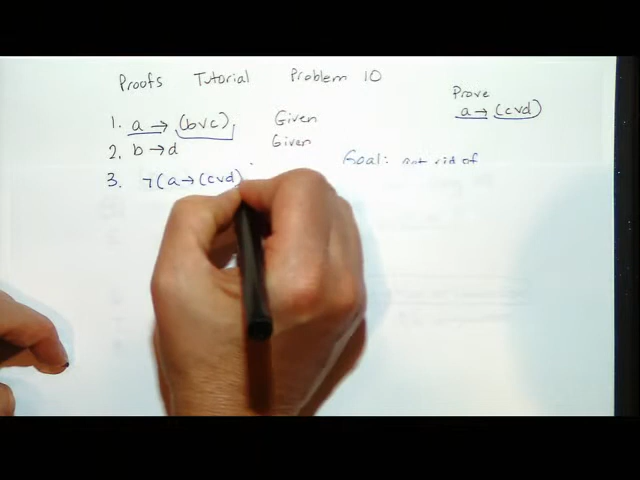 Proofs Tutorial Problem 10
Prove
a → (c∨d)
1. a → (b∨c) Given
2. b → d Given
Goal: get rid of
3. ¬(a→(c∨d)